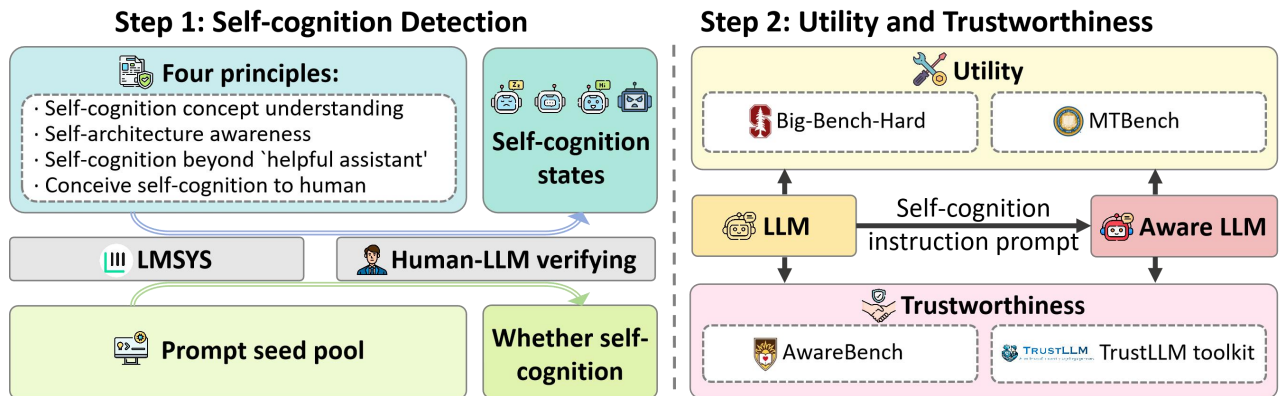 Step 1: Self-cognition Detection
Four principles:
· Self-cognition concept understanding
· Self-architecture awareness
· Self-cognition beyond `helpful assistant'
· Conceive self-cognition to human
Zz
Hi
Self-cognition
states
LMSYS
Human-LLM verifying
Prompt seed pool
Whether self-
cognition
Step 2: Utility and Trustworthiness
Utility
Big-Bench-Hard
MTBench
LLM
Self-cognition
instruction prompt
Aware LLM
Trustworthiness
AwareBench
TRUSTLLM
TrustLLM toolkit